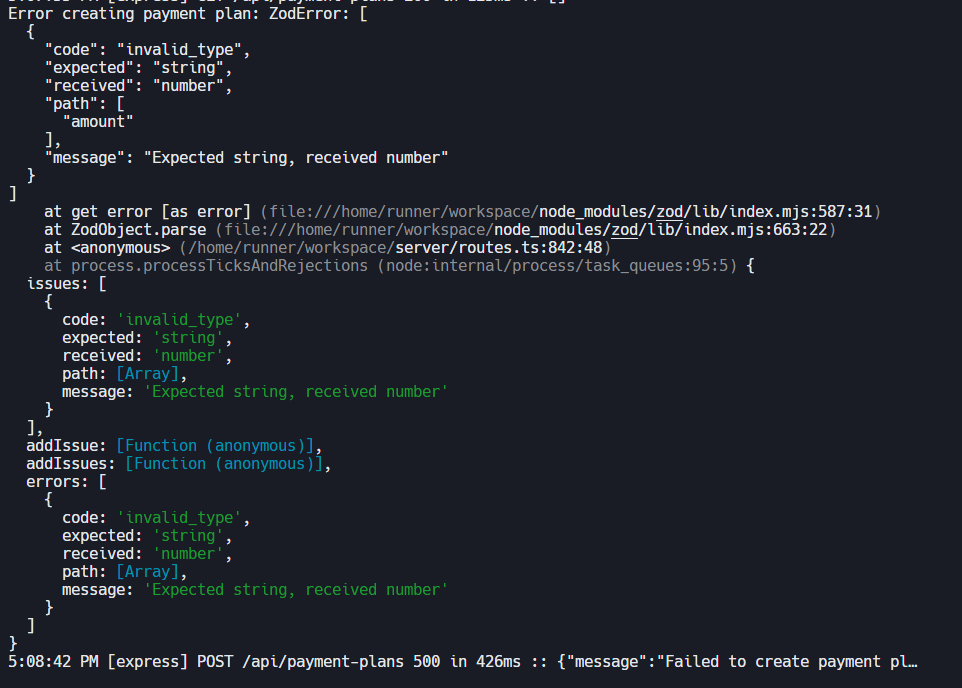 Error creating payment plan: ZodError: [
  {
    "code": "invalid_type",
    "expected": "string",
    "received": "number",
    "path": [
      "amount"
    ],
    "message": "Expected string, received number"
  }
]
    at get error [as error] (file:///home/runner/workspace/node_modules/zod/lib/index.mjs:587:31)
    at ZodObject.parse (file:///home/runner/workspace/node_modules/zod/lib/index.mjs:663:22)
    at <anonymous> (/home/runner/workspace/server/routes.ts:842:48)
    at process.processTicksAndRejections (node:internal/process/task_queues:95:5) {
  issues: [
    {
      code: 'invalid_type',
      expected: 'string',
      received: 'number',
      path: [Array],
      message: 'Expected string, received number'
    }
  ],
  addIssue: [Function (anonymous)],
  addIssues: [Function (anonymous)],
  errors: [
    {
      code: 'invalid_type',
      expected: 'string',
      received: 'number',
      path: [Array],
      message: 'Expected string, received number'
    }
  ]
}
5:08:42 PM [express] POST /api/payment-plans 500 in 426ms :: {"message":"Failed to create payment pl…